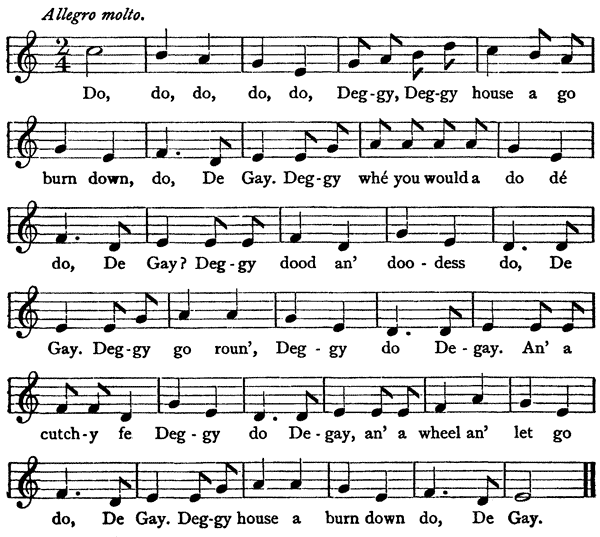 Allegro molto.
2
4
Do, do, do, do, do, Deg-gy, Deg-gy house a go
burn down, do, De Gay. Deg-gy whé you would a do dé
do, De Gay? Deg-gy dood an' doo-dess do, De
Gay. Deg-gy go roun', Deg-gy do De-gay. An' a
cutch-y fe Deg-gy do De-gay, an' a wheel an' let go
do, De Gay. Deg-gy house a burn down do, De Gay.